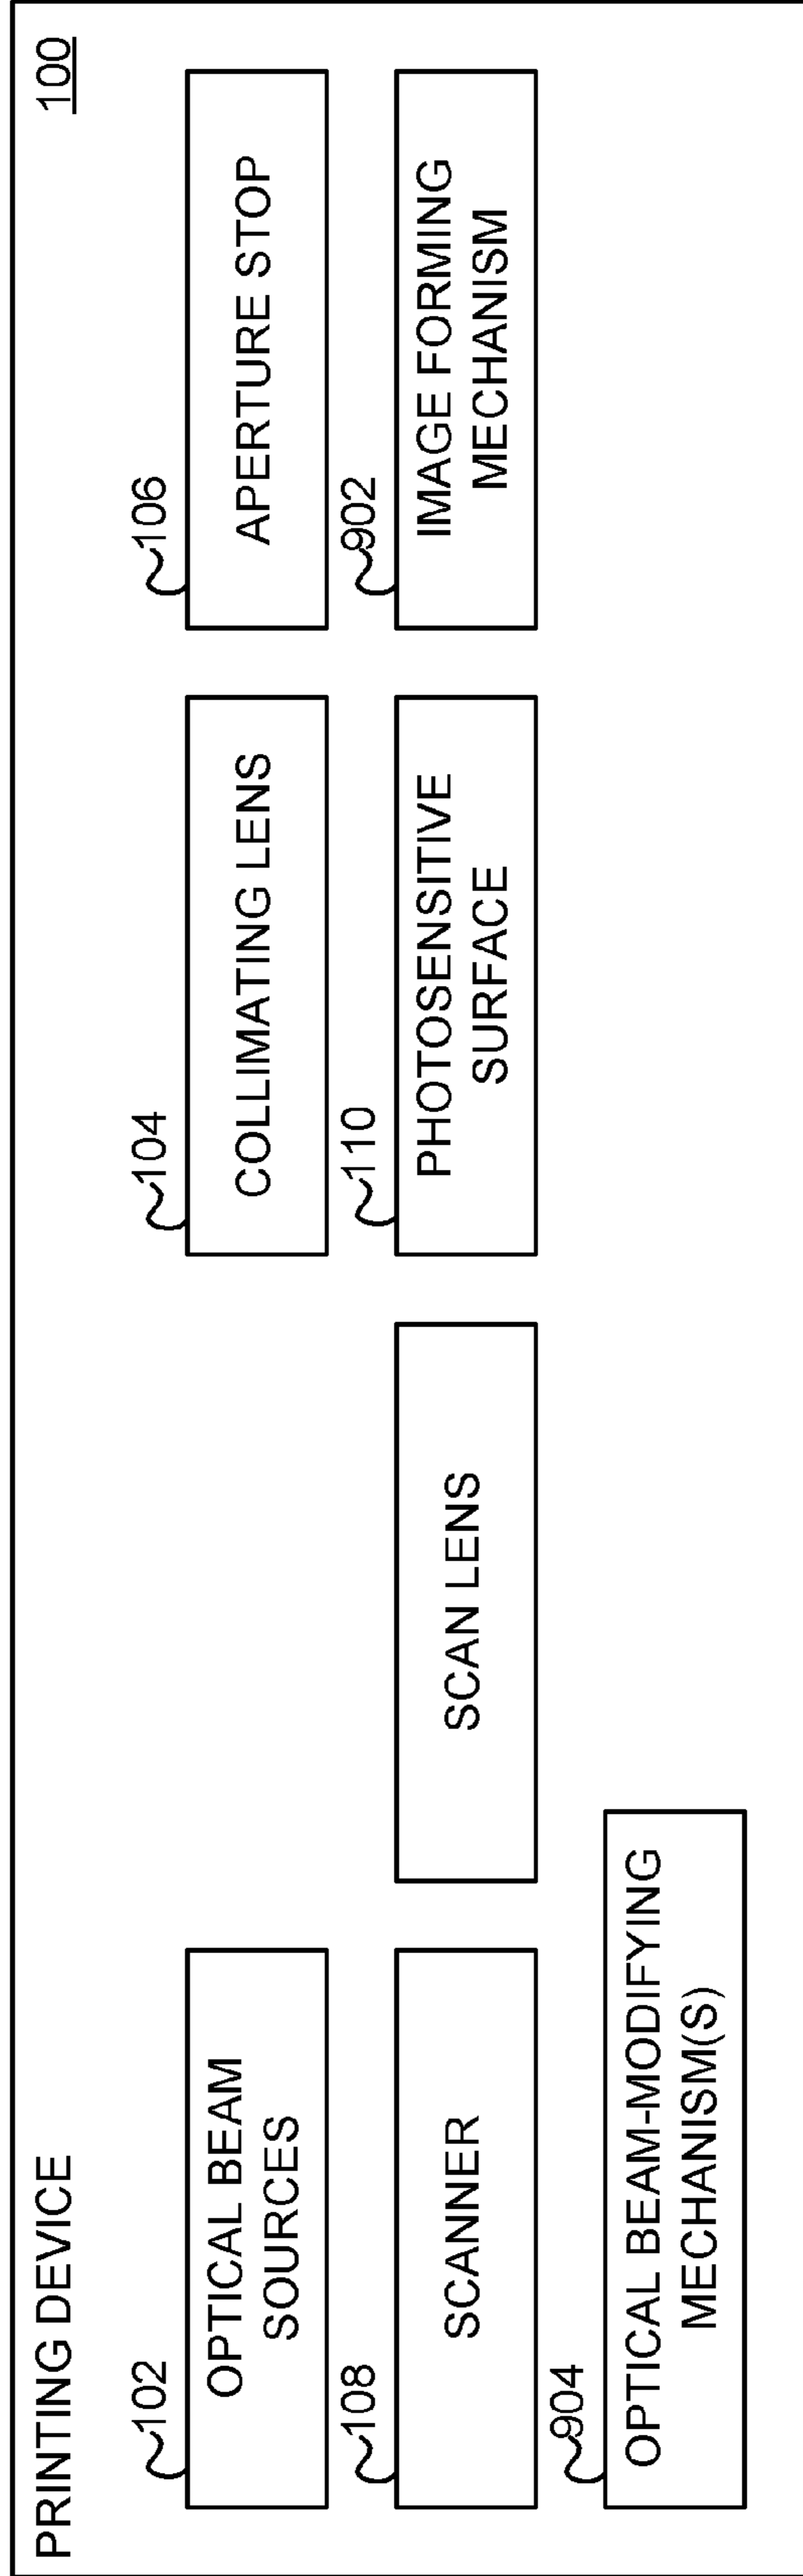 PRINTING DEVICE
100
102
OPTICAL BEAM
SOURCES
104
COLLIMATING LENS
106
APERTURE STOP
108
SCANNER
SCAN LENS
110
PHOTOSENSITIVE
SURFACE
902
IMAGE FORMING
MECHANISM
904
OPTICAL BEAM-MODIFYING
MECHANISM(S)